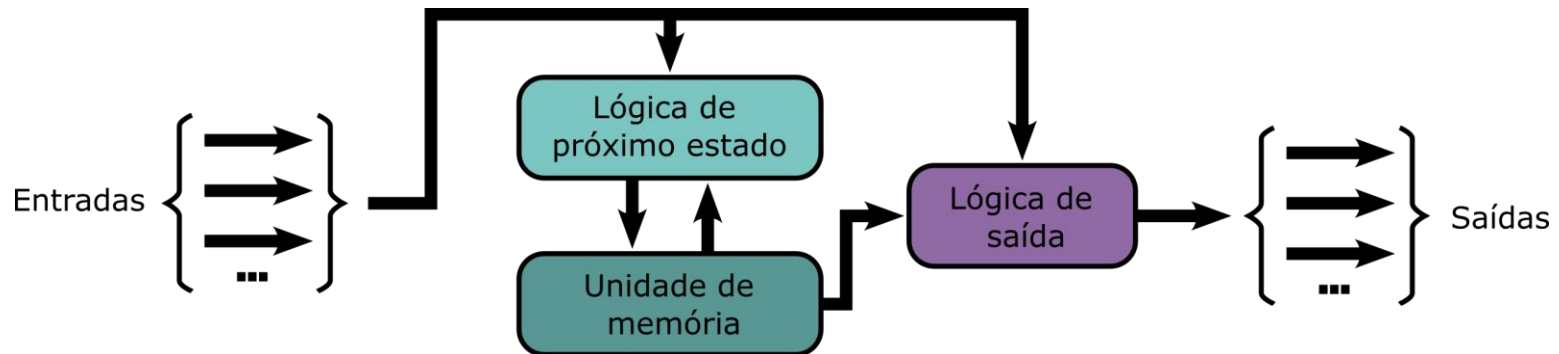 Entradas
...
Lógica de
próximo estado
Unidade de
memória
Lógica de
saída
...
Saídas